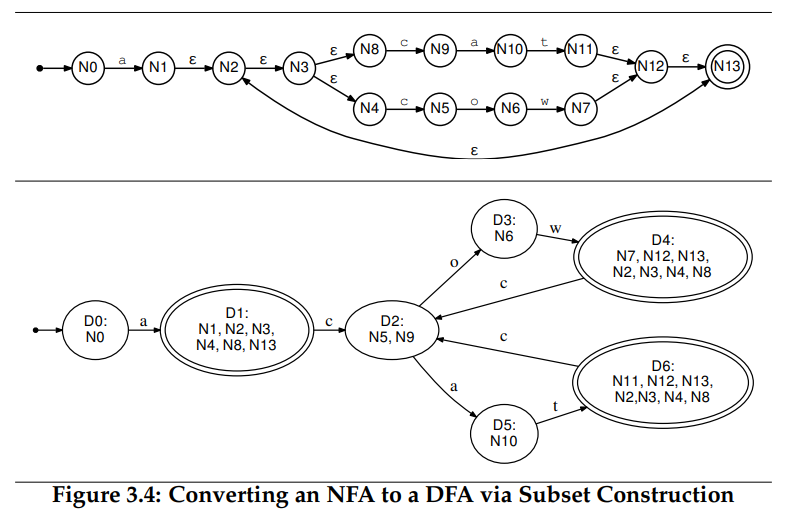 N0 a N1 ε N2 ε N3 ε N8 c N9 a N10 t N11 ε N12 ε N13
ε N4 c N5 o N6 w N7 ε
ε
D0:
N0
a
D1:
N1, N2, N3,
N4, N8, N13
c
D2:
N5, N9
o
D3:
N6
w
D4:
N7, N12, N13,
N2, N3, N4, N8
c
a
D5:
N10
t
D6:
N11, N12, N13,
N2,N3, N4, N8
c
Figure 3.4: Converting an NFA to a DFA via Subset Construction